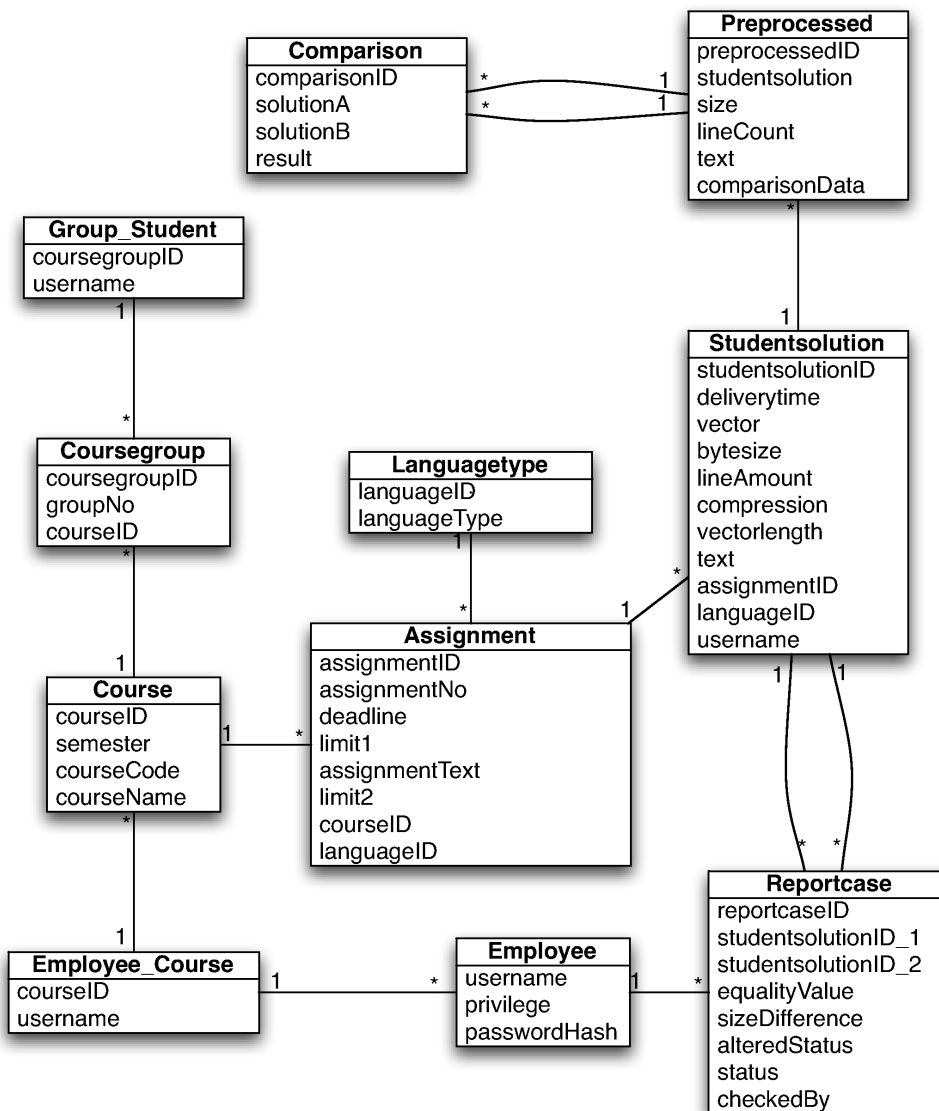 Preprocessed
preprocessedID
studentsolution
size
lineCount
text
comparisonData
Comparison
comparisonID
solutionA
solutionB
result
*
1
*
1
*
1
Group_Student
coursegroupID
username
1
*
Coursegroup
coursegroupID
groupNo
courseID
*
1
Languagetype
languageID
languageType
1
*
Studentsolution
studentsolutionID
deliverytime
vector
bytesize
lineAmount
compression
vectorlength
text
assignmentID
languageID
username
*
1
1
1
Assignment
assignmentID
assignmentNo
deadline
limit1
assignmentText
limit2
courseID
languageID
Course
courseID
semester
courseCode
courseName
1
*
*
1
*
*
Employee_Course
courseID
username
1
*
Employee
username
privilege
passwordHash
1
*
Reportcase
reportcaseID
studentsolutionID_1
studentsolutionID_2
equalityValue
sizeDifference
alteredStatus
status
checkedBy